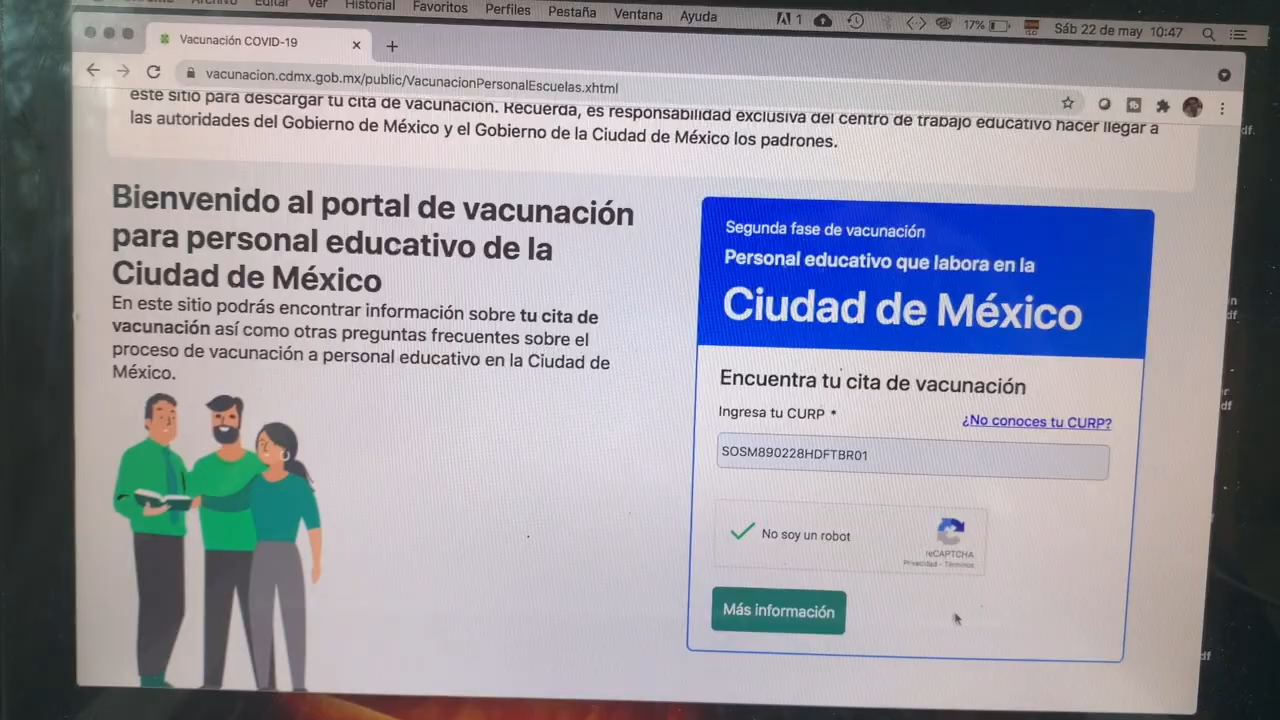 Editar Ver Historial Favoritos Perfiles Pestaña Ventana Ayuda 1 17% Sáb 22 de may 10:47
Vacunación COVID-19
vacunacion.cdmx.gob.mx/public/VacunacionPersonalEscuelas.xhtml
este sitio para descargar tu cita de vacunación. Recuerda, es responsabilidad exclusiva del centro de trabajo educativo hacer llegar a
las autoridades del Gobierno de México y el Gobierno de la Ciudad de México los padrones.
Bienvenido al portal de vacunación
para personal educativo de la
Ciudad de México
En este sitio podrás encontrar información sobre tu cita de
vacunación así como otras preguntas frecuentes sobre el
proceso de vacunación a personal educativo en la Ciudad de
México.
Segunda fase de vacunación
Personal educativo que labora en la
Ciudad de México
Encuentra tu cita de vacunación
Ingresa tu CURP *
¿No conoces tu CURP?
SOSM890228HDFTBR01
No soy un robot
reCAPTCHA
Privacidad - Términos
Más información